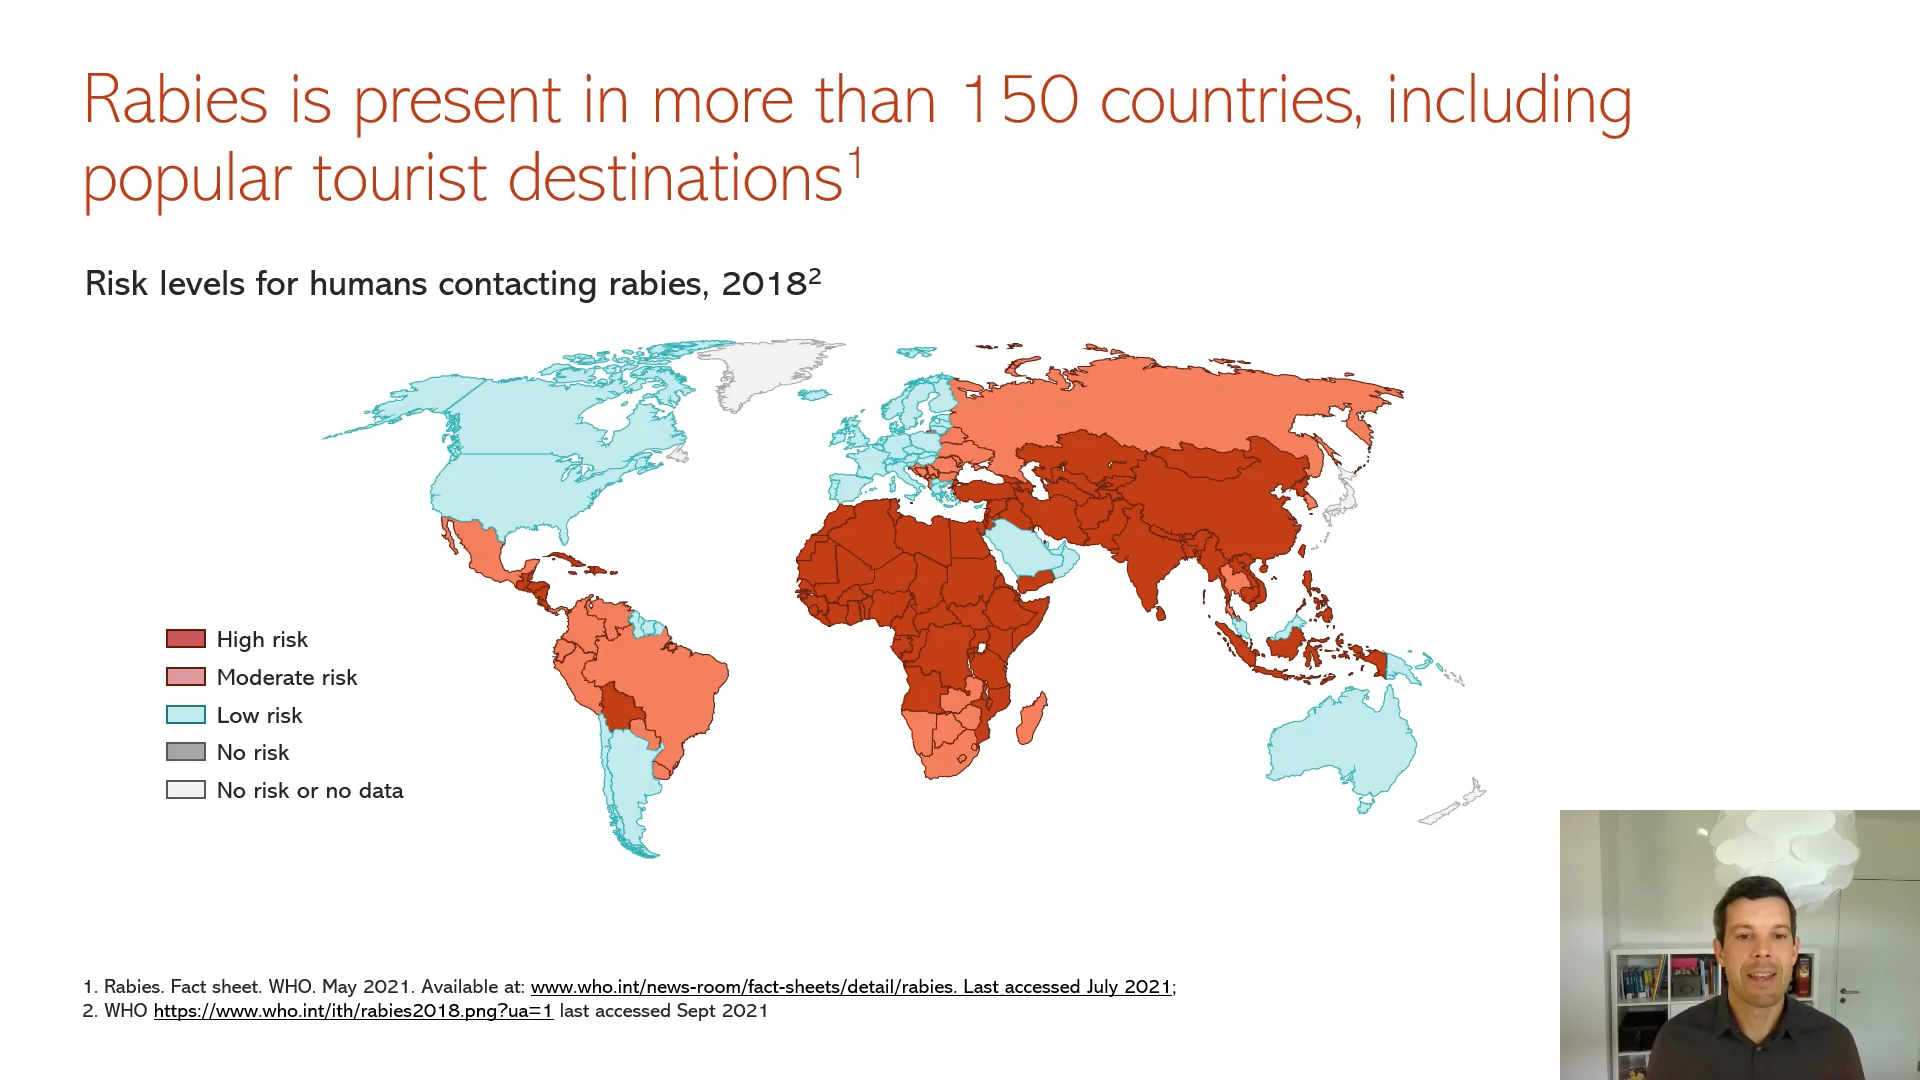 Rabies is present in more than 150 countries, including
popular tourist destinations¹
Risk levels for humans contacting rabies, 2018²
High risk
Moderate risk
Low risk
No risk
No risk or no data
1. Rabies. Fact sheet. WHO. May 2021. Available at: www.who.int/news-room/fact-sheets/detail/rabies. Last accessed July 2021;
2. WHO https://www.who.int/ith/rabies2018.png?ua=1 last accessed Sept 2021